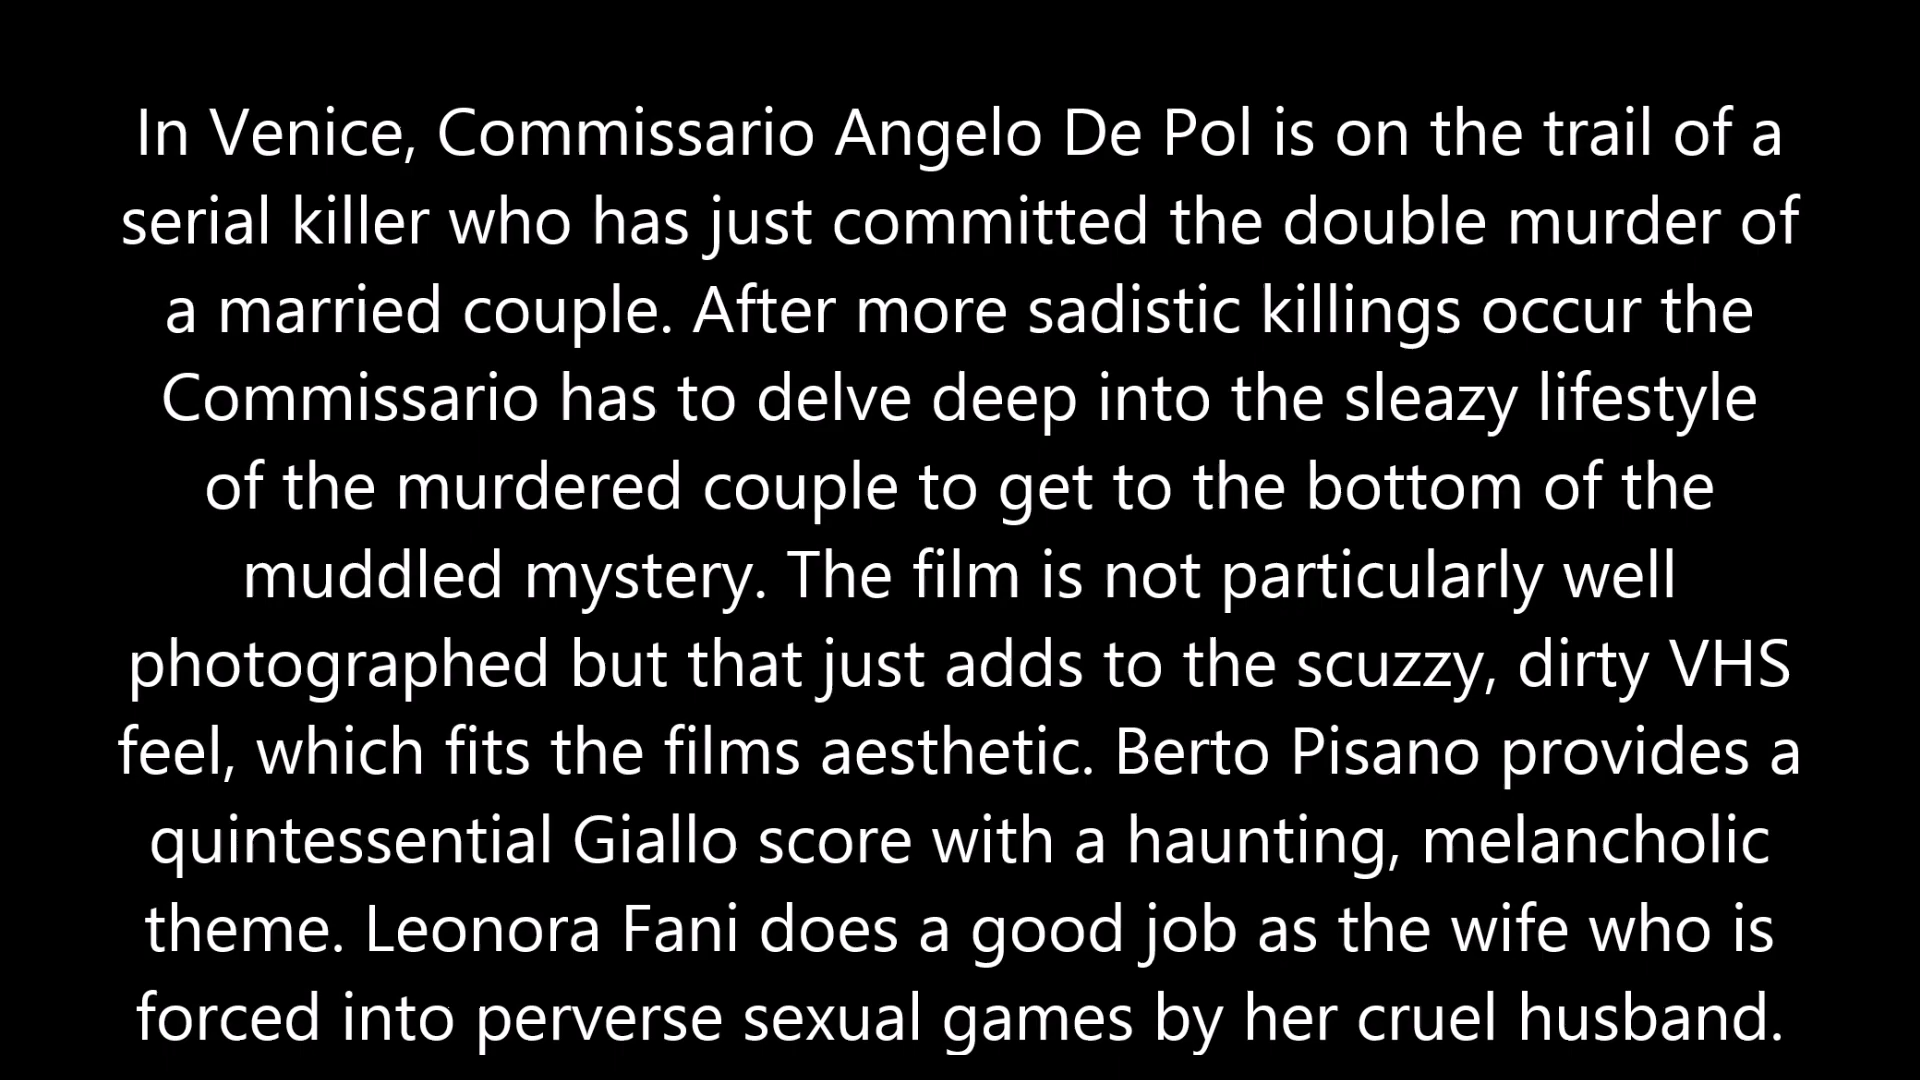 In Venice, Commissario Angelo De Pol is on the trail of a
serial killer who has just committed the double murder of
a married couple. After more sadistic killings occur the
Commissario has to delve deep into the sleazy lifestyle
of the murdered couple to get to the bottom of the
muddled mystery. The film is not particularly well
photographed but that just adds to the scuzzy, dirty VHS
feel, which fits the films aesthetic. Berto Pisano provides a
quintessential Giallo score with a haunting, melancholic
theme. Leonora Fani does a good job as the wife who is
forced into perverse sexual games by her cruel husband.